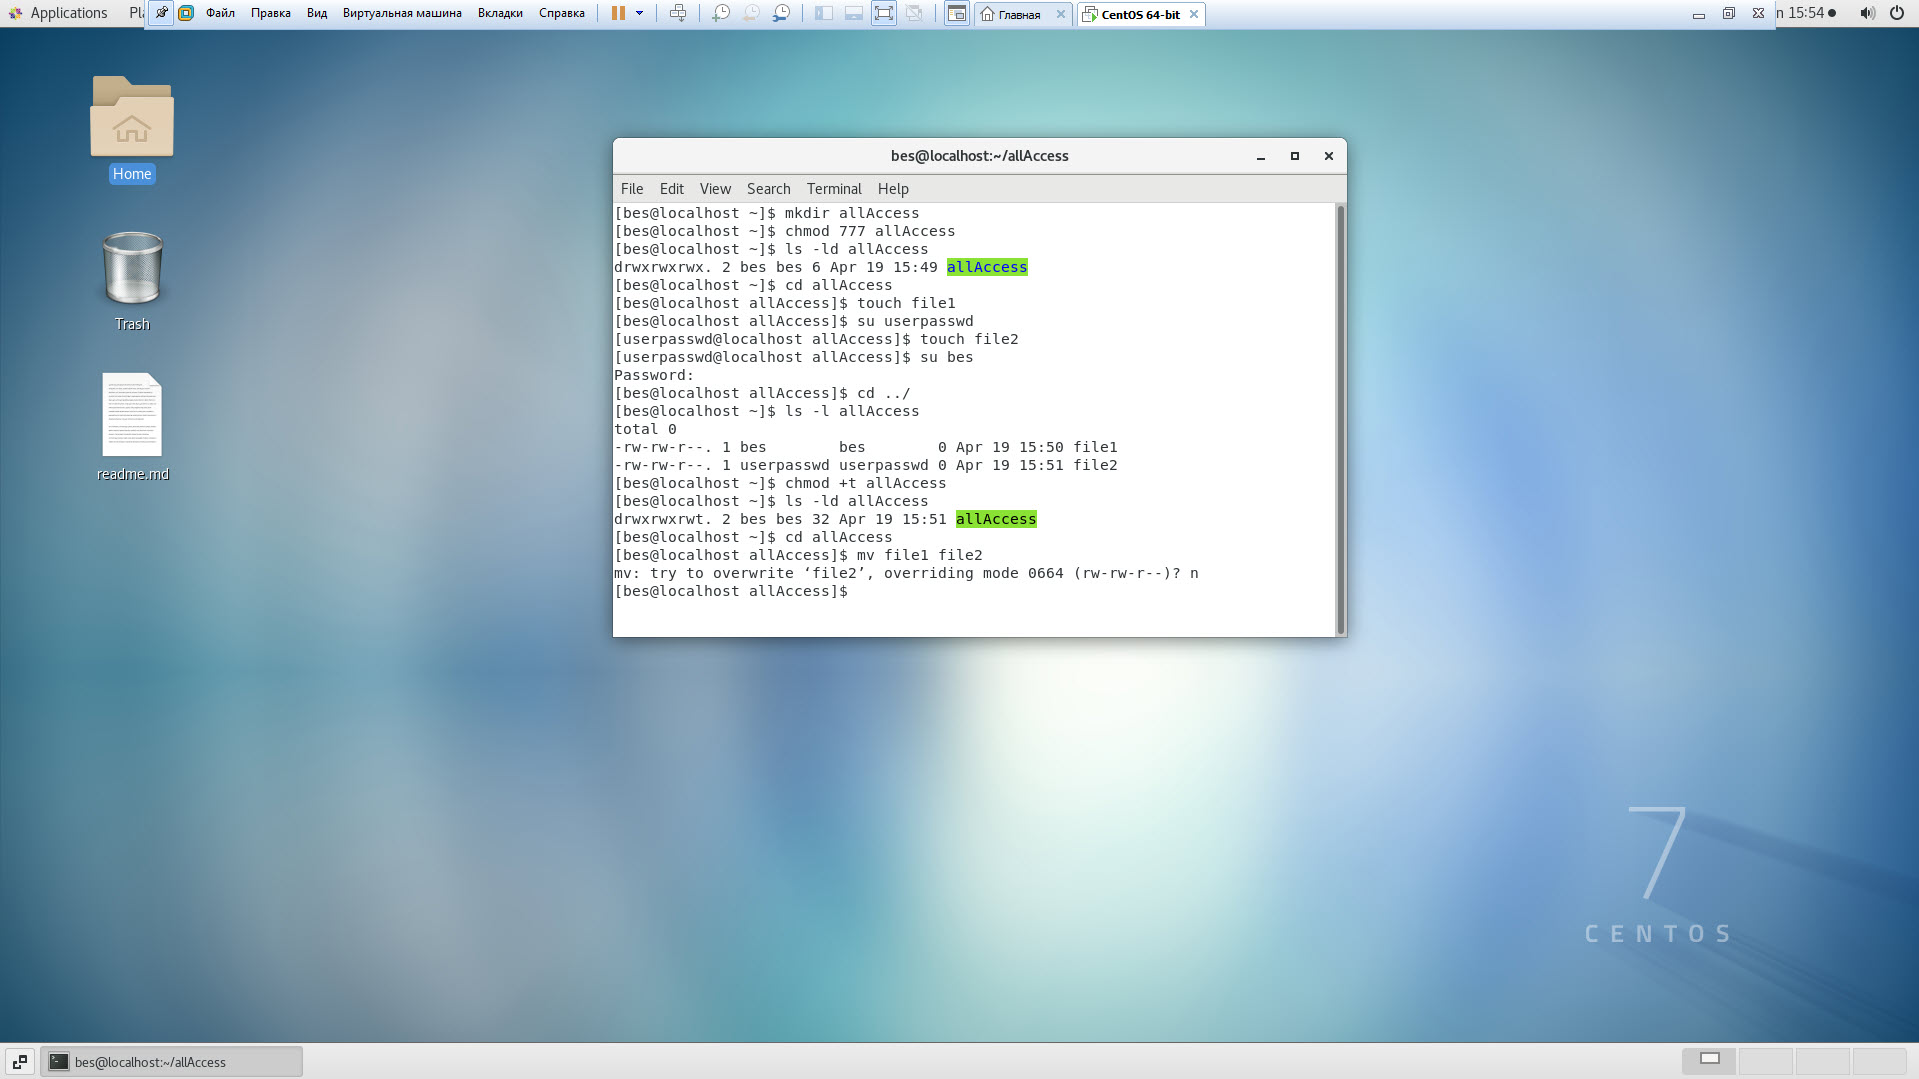 Applications
Файл Правка Вид Виртуальная машина Вкладки Справка
Главная
CentOS 64-bit
15:54
Home
Trash
readme.md
bes@localhost:~/allAccess
File Edit View Search Terminal Help
[bes@localhost ~]$ mkdir allAccess
[bes@localhost ~]$ chmod 777 allAccess
[bes@localhost ~]$ ls -ld allAccess
drwxrwxrwx. 2 bes bes 6 Apr 19 15:49 allAccess
[bes@localhost ~]$ cd allAccess
[bes@localhost allAccess]$ touch file1
[bes@localhost allAccess]$ su userpasswd
[userpasswd@localhost allAccess]$ touch file2
[userpasswd@localhost allAccess]$ su bes
Password:
[bes@localhost allAccess]$ cd ../
[bes@localhost ~]$ ls -l allAccess
total 0
-rw-rw-r--. 1 bes        bes        0 Apr 19 15:50 file1
-rw-rw-r--. 1 userpasswd userpasswd 0 Apr 19 15:51 file2
[bes@localhost ~]$ chmod +t allAccess
[bes@localhost ~]$ ls -ld allAccess
drwxrwxrwt. 2 bes bes 32 Apr 19 15:51 allAccess
[bes@localhost ~]$ cd allAccess
[bes@localhost allAccess]$ mv file1 file2
mv: try to overwrite ‘file2’, overriding mode 0664 (rw-rw-r--)? n
[bes@localhost allAccess]$
7
CENTOS
bes@localhost:~/allAccess